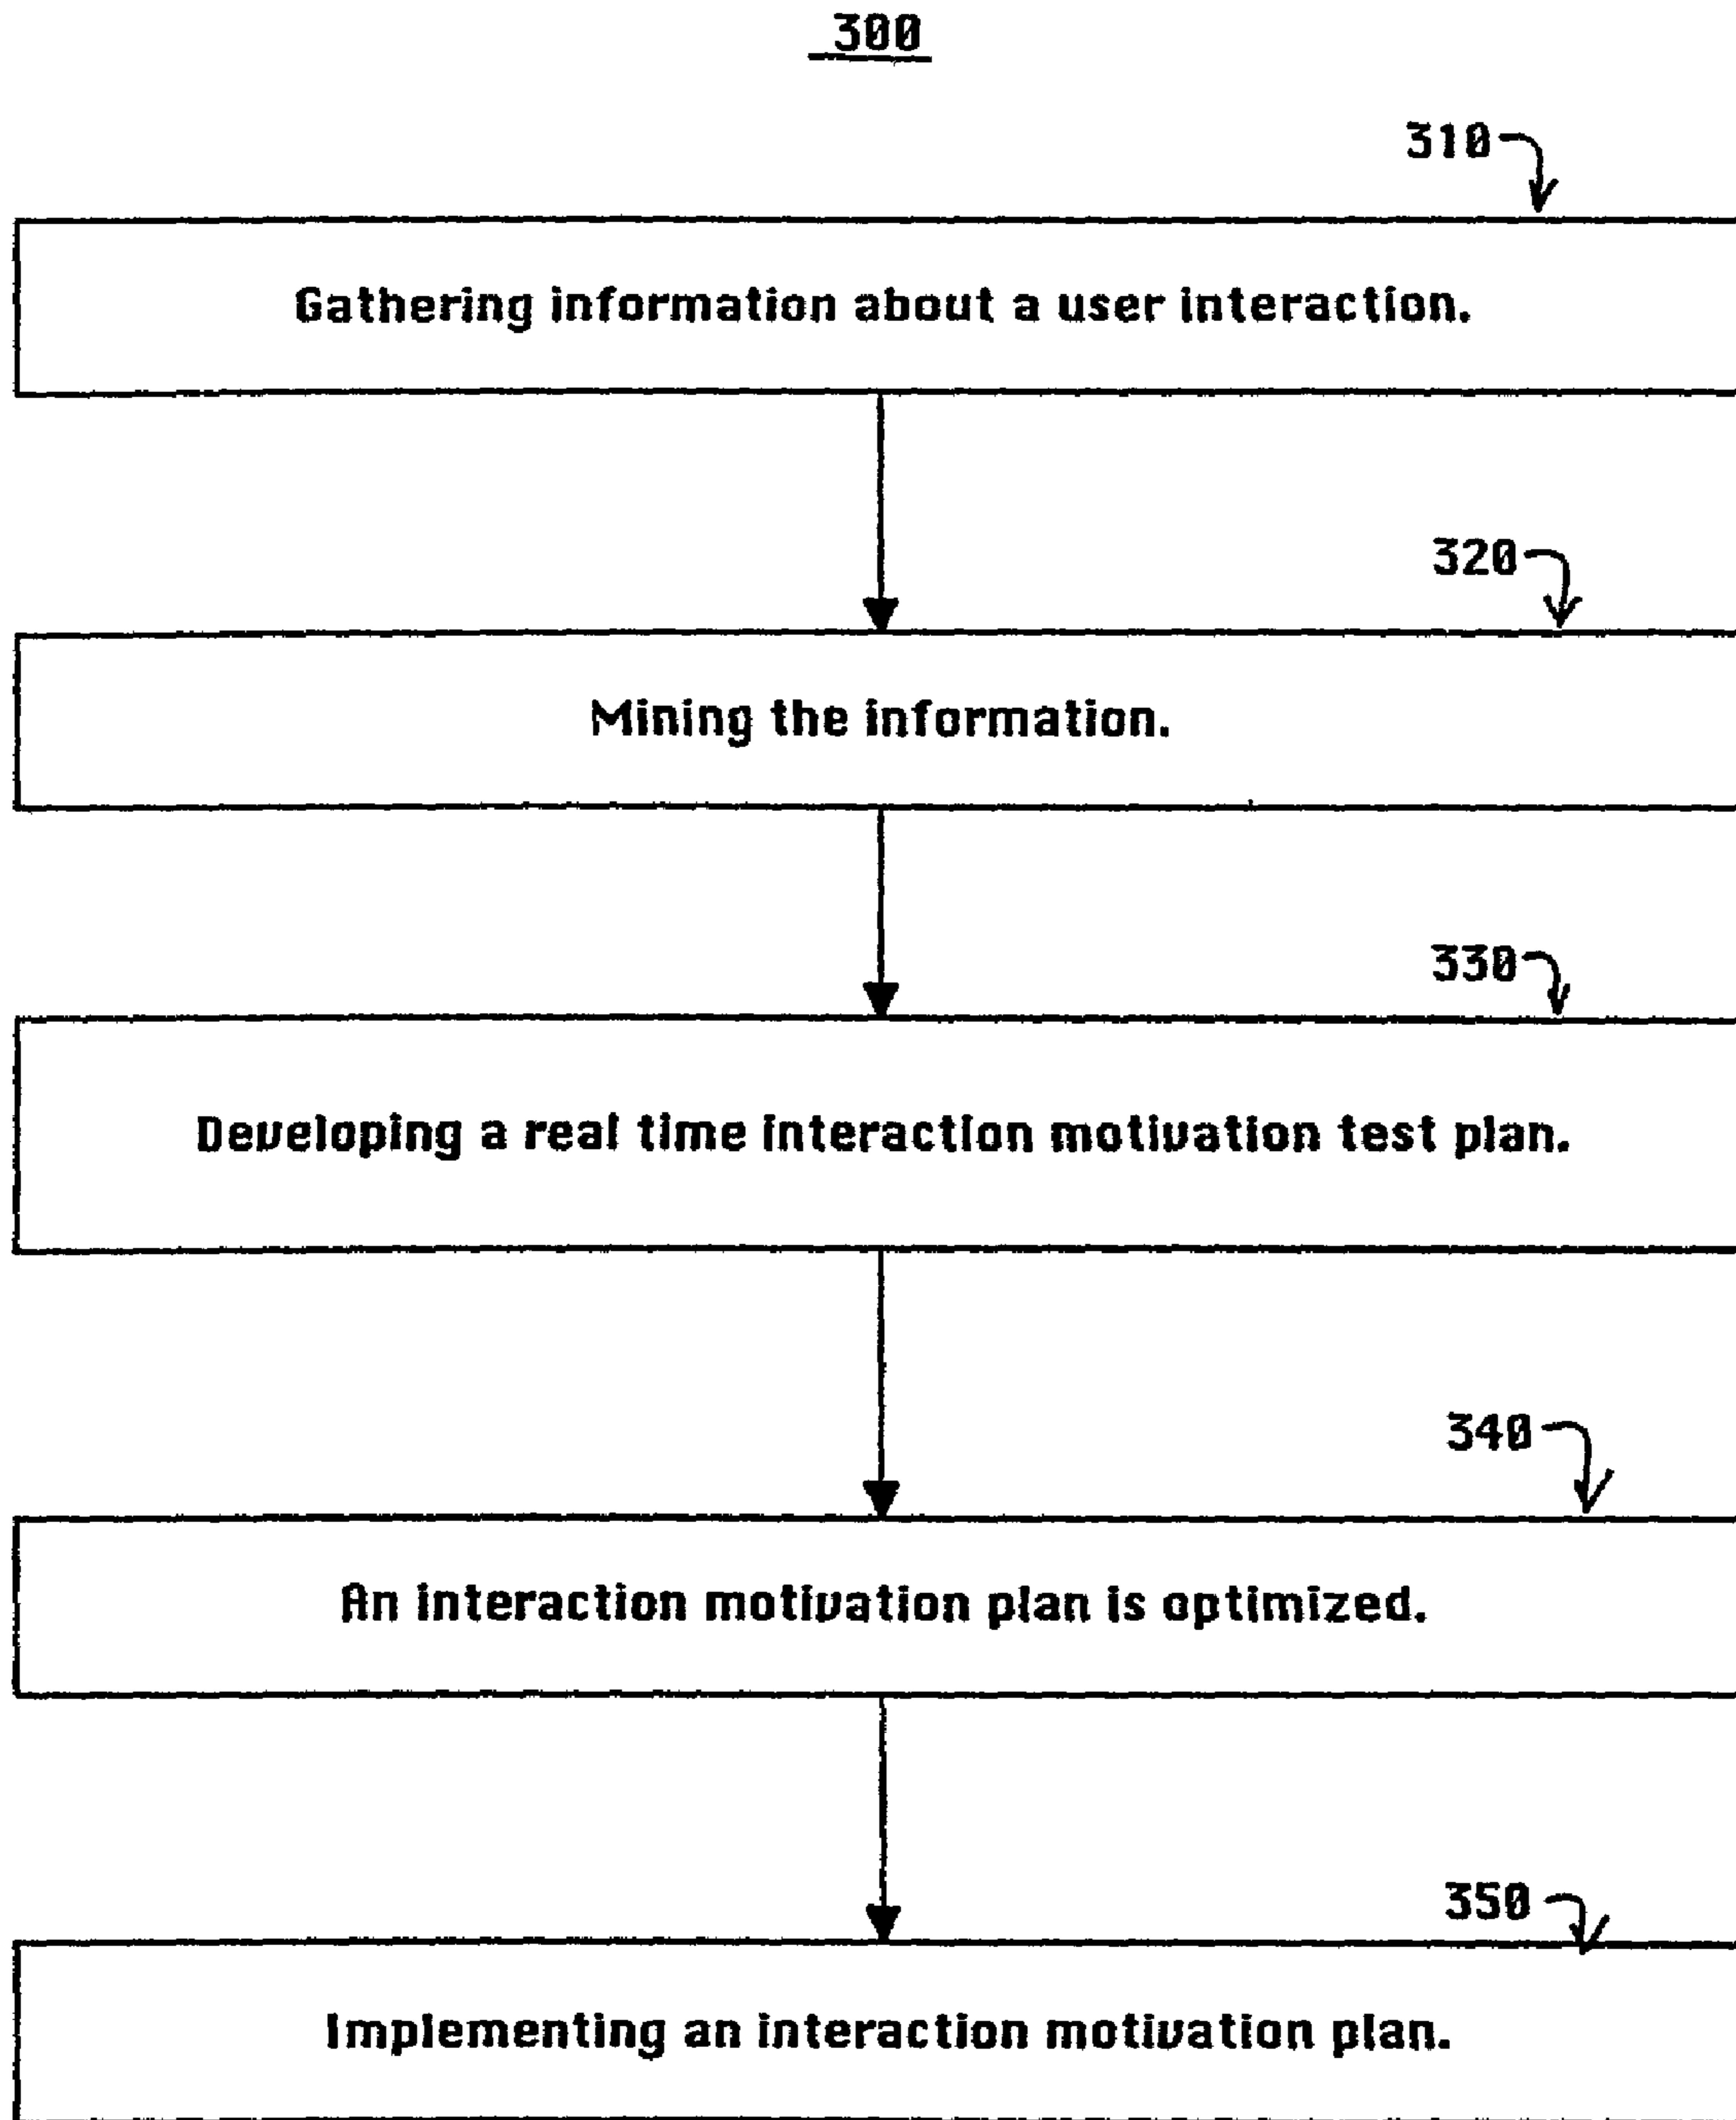 300
310
Gathering information about a user interaction.
320
Mining the information.
330
Developing a real time interaction motivation test plan.
340
An interaction motivation plan is optimized.
350
Implementing an interaction motivation plan.